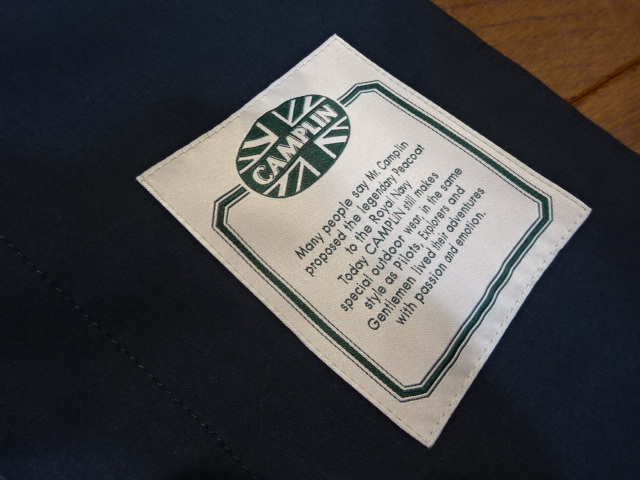 CAMPLIN
Many people say Mr. Camplin
proposed the legendary Peacoat
to the Royal Navy
Today CAMPLIN still makes
special outdoor wear, in the same
style as Pilots, Explorers and
Gentlemen lived their adventures
with passion and emotion.